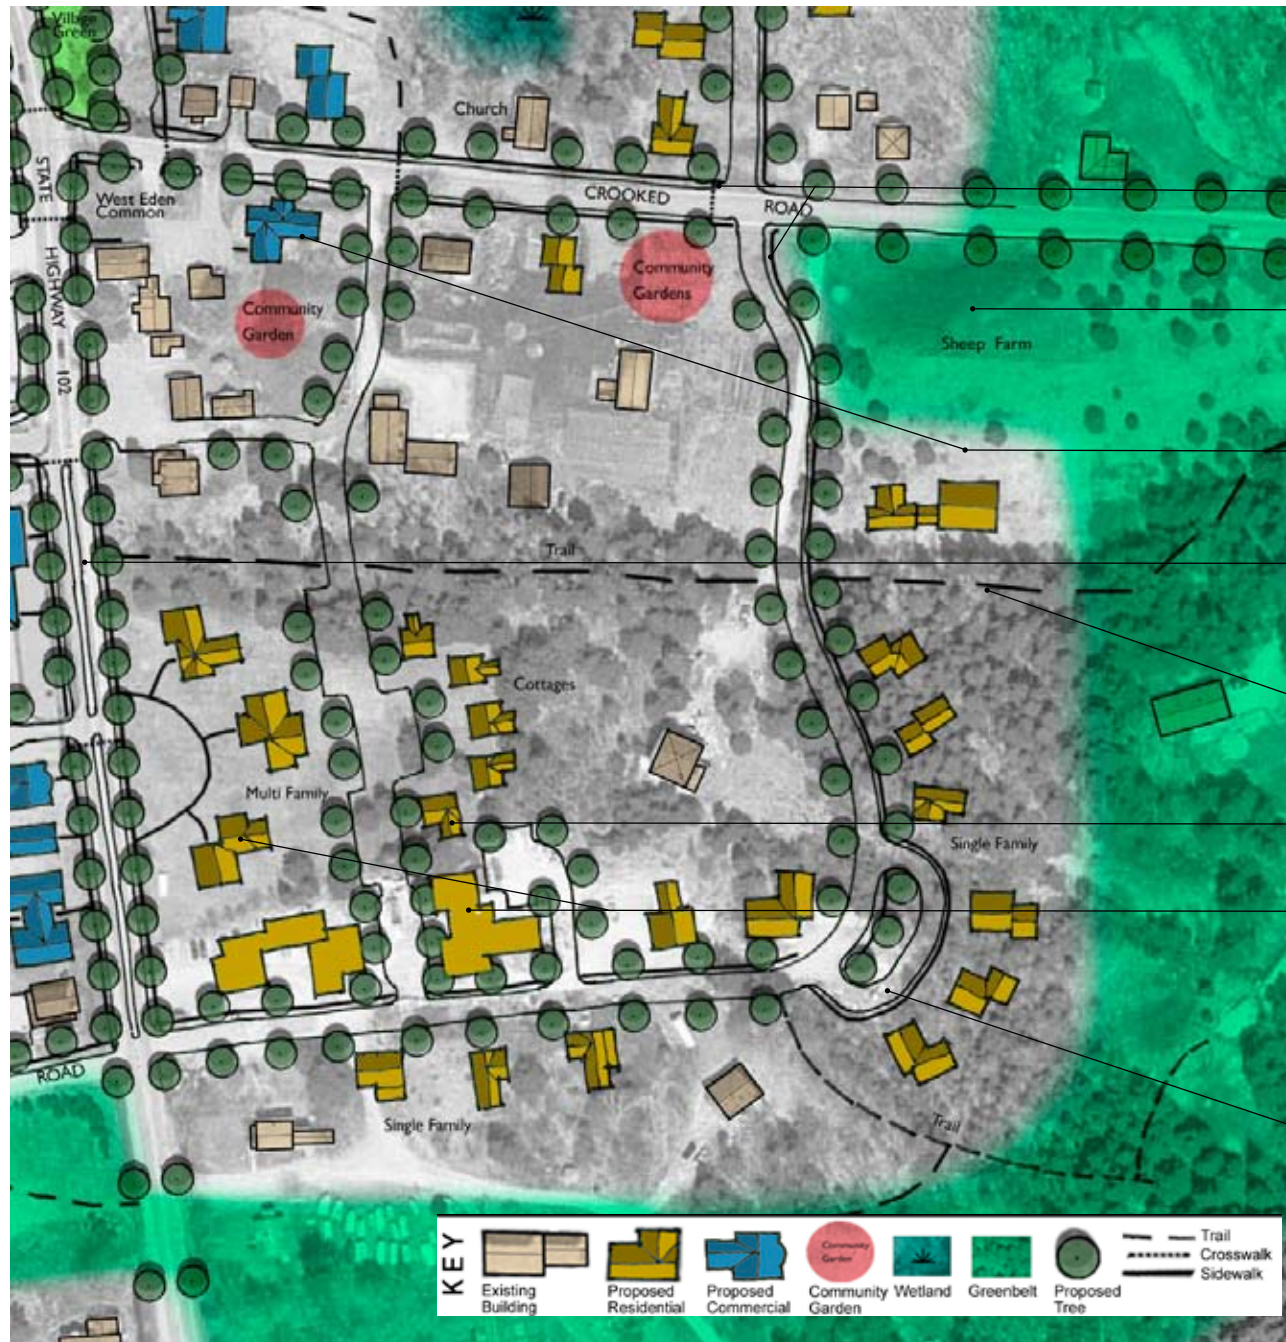 Village
Green
Church
STATE
HIGHWAY 102
West Eden
Common
CROOKED
ROAD
Community
Gardens
Community
Garden
Sheep Farm
Trail
Cottages
Multi Family
Single Family
ROAD
Single Family
Trail
KEY
Existing
Building
Proposed
Residential
Proposed
Commercial
Community
Garden
Community
Garden
Wetland
Greenbelt
Proposed
Tree
Trail
Crosswalk
Sidewalk